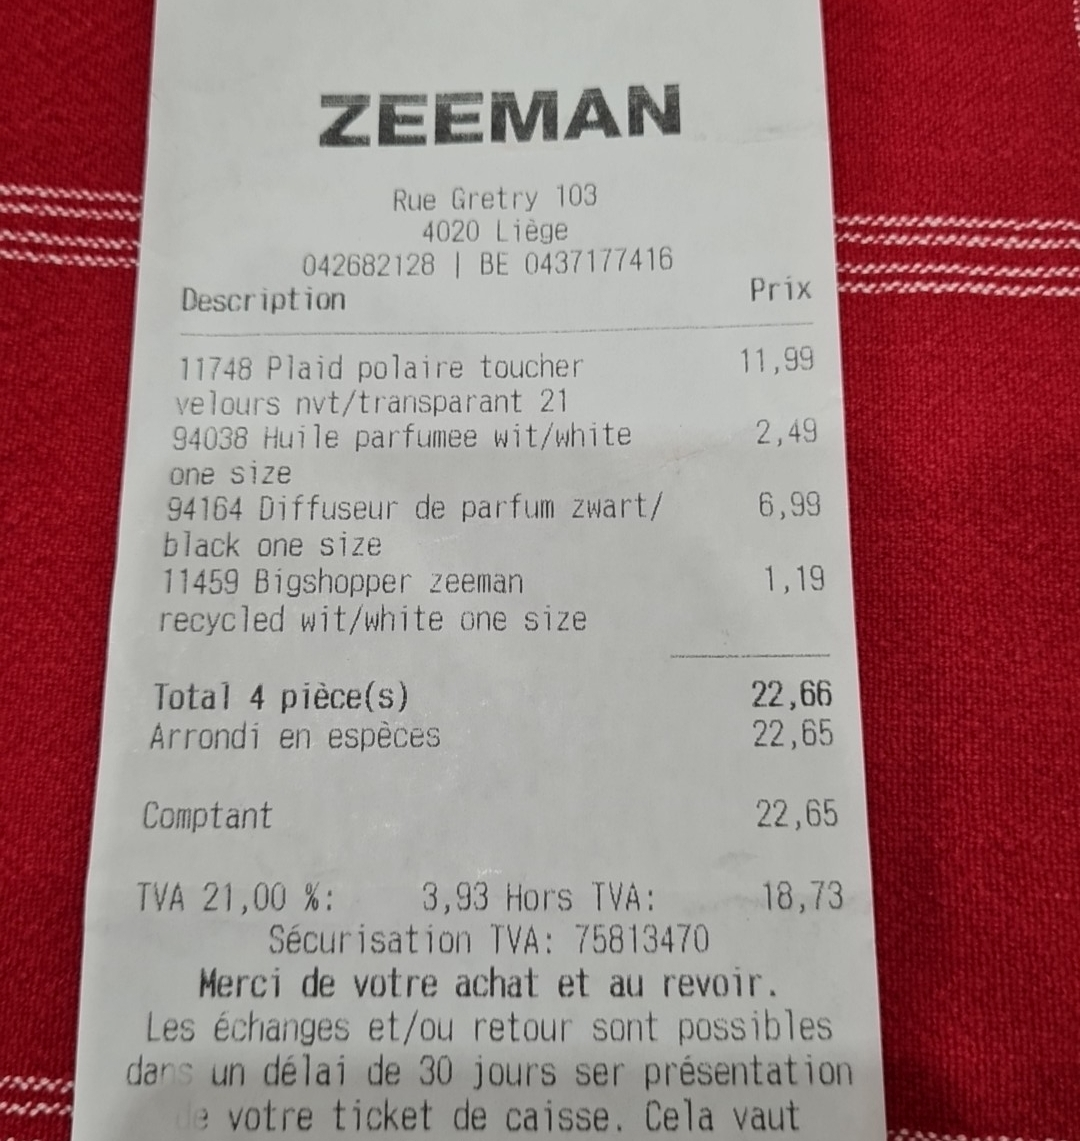 ZEEMAN
Rue Gretry 103
4020 Liège
042682128 | BE 0437177416
Description Prix
11748 Plaid polaire toucher 11,99
velours nvt/transparant 21
94038 Huile parfumee wit/white 2,49
one size
94164 Diffuseur de parfum zwart/ 6,99
black one size
11459 Bigshopper zeeman 1,19
recycled wit/white one size
Total 4 pièce(s) 22,66
Arrondi en espèces 22,65
Comptant 22,65
TVA 21,00 %: 3,93 Hors TVA: 18,73
Sécurisation TVA: 75813470
Merci de votre achat et au revoir.
Les échanges et/ou retour sont possibles
dans un délai de 30 jours ser présentation
de votre ticket de caisse. Cela vaut